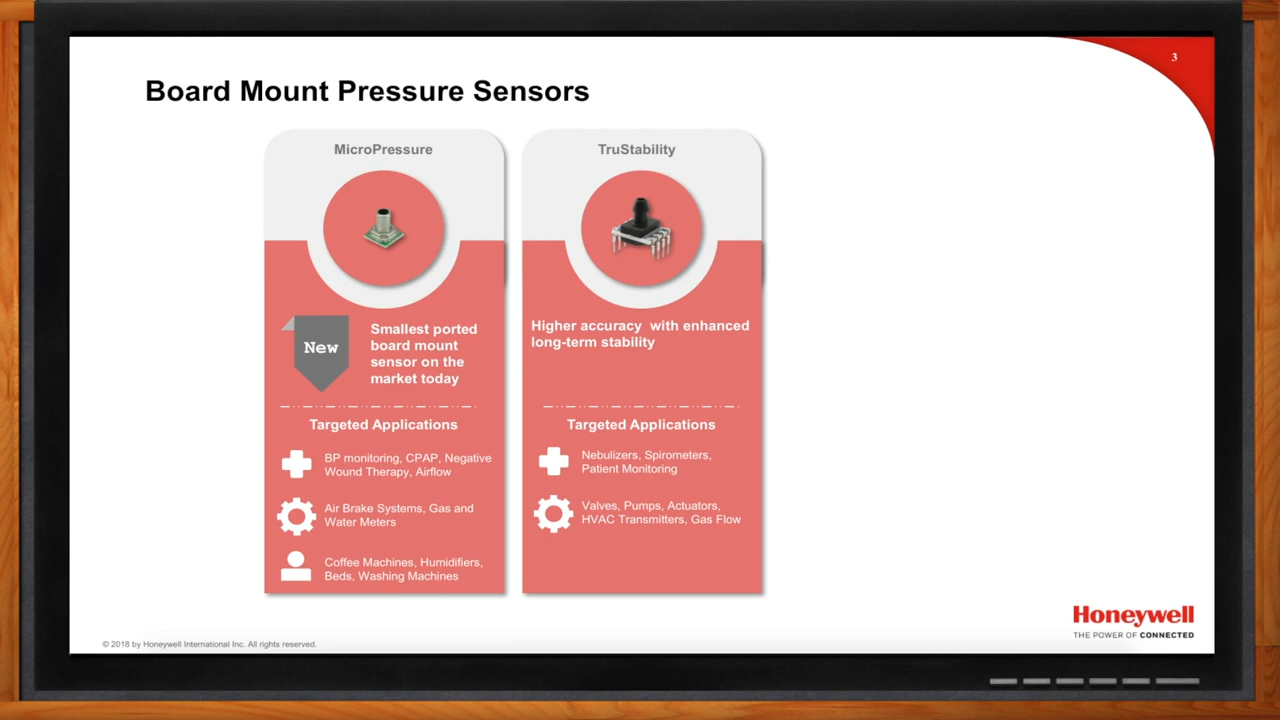 3
Board Mount Pressure Sensors
MicroPressure
New
Smallest ported
board mount
sensor on the
market today
Targeted Applications
BP monitoring, CPAP, Negative
Wound Therapy, Airflow
Air Brake Systems, Gas and
Water Meters
Coffee Machines, Humidifiers,
Beds, Washing Machines
TruStability
Higher accuracy  with enhanced
long-term stability
Targeted Applications
Nebulizers, Spirometers,
Patient Monitoring
Valves, Pumps, Actuators,
HVAC Transmitters, Gas Flow
Honeywell
THE POWER OF CONNECTED
© 2018 by Honeywell International Inc. All rights reserved.